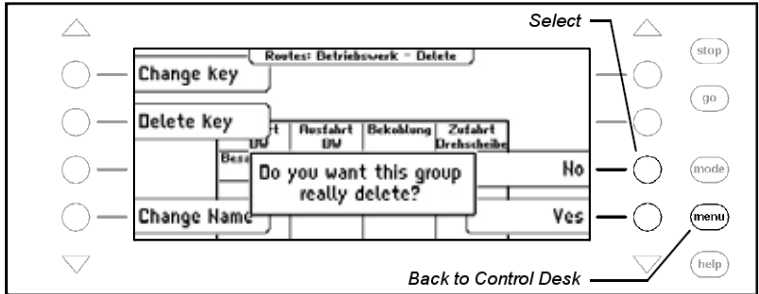 Select
Routes: Betriebswerk - Delete
stop
Change key
go
Delete key
Ausfahrt Bekohlung Zufahrt
BW BW Drehscheibe
Do you want this group
really delete?
No
mode
Change Name
Yes
menu
Back to Control Desk
help